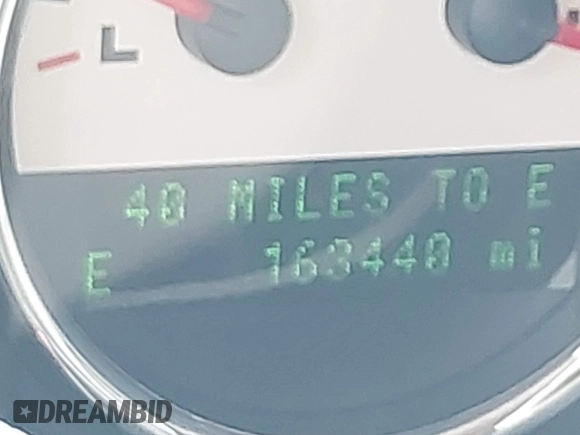 L
40 MILES TO E
E 163440 mi
DREAMBID